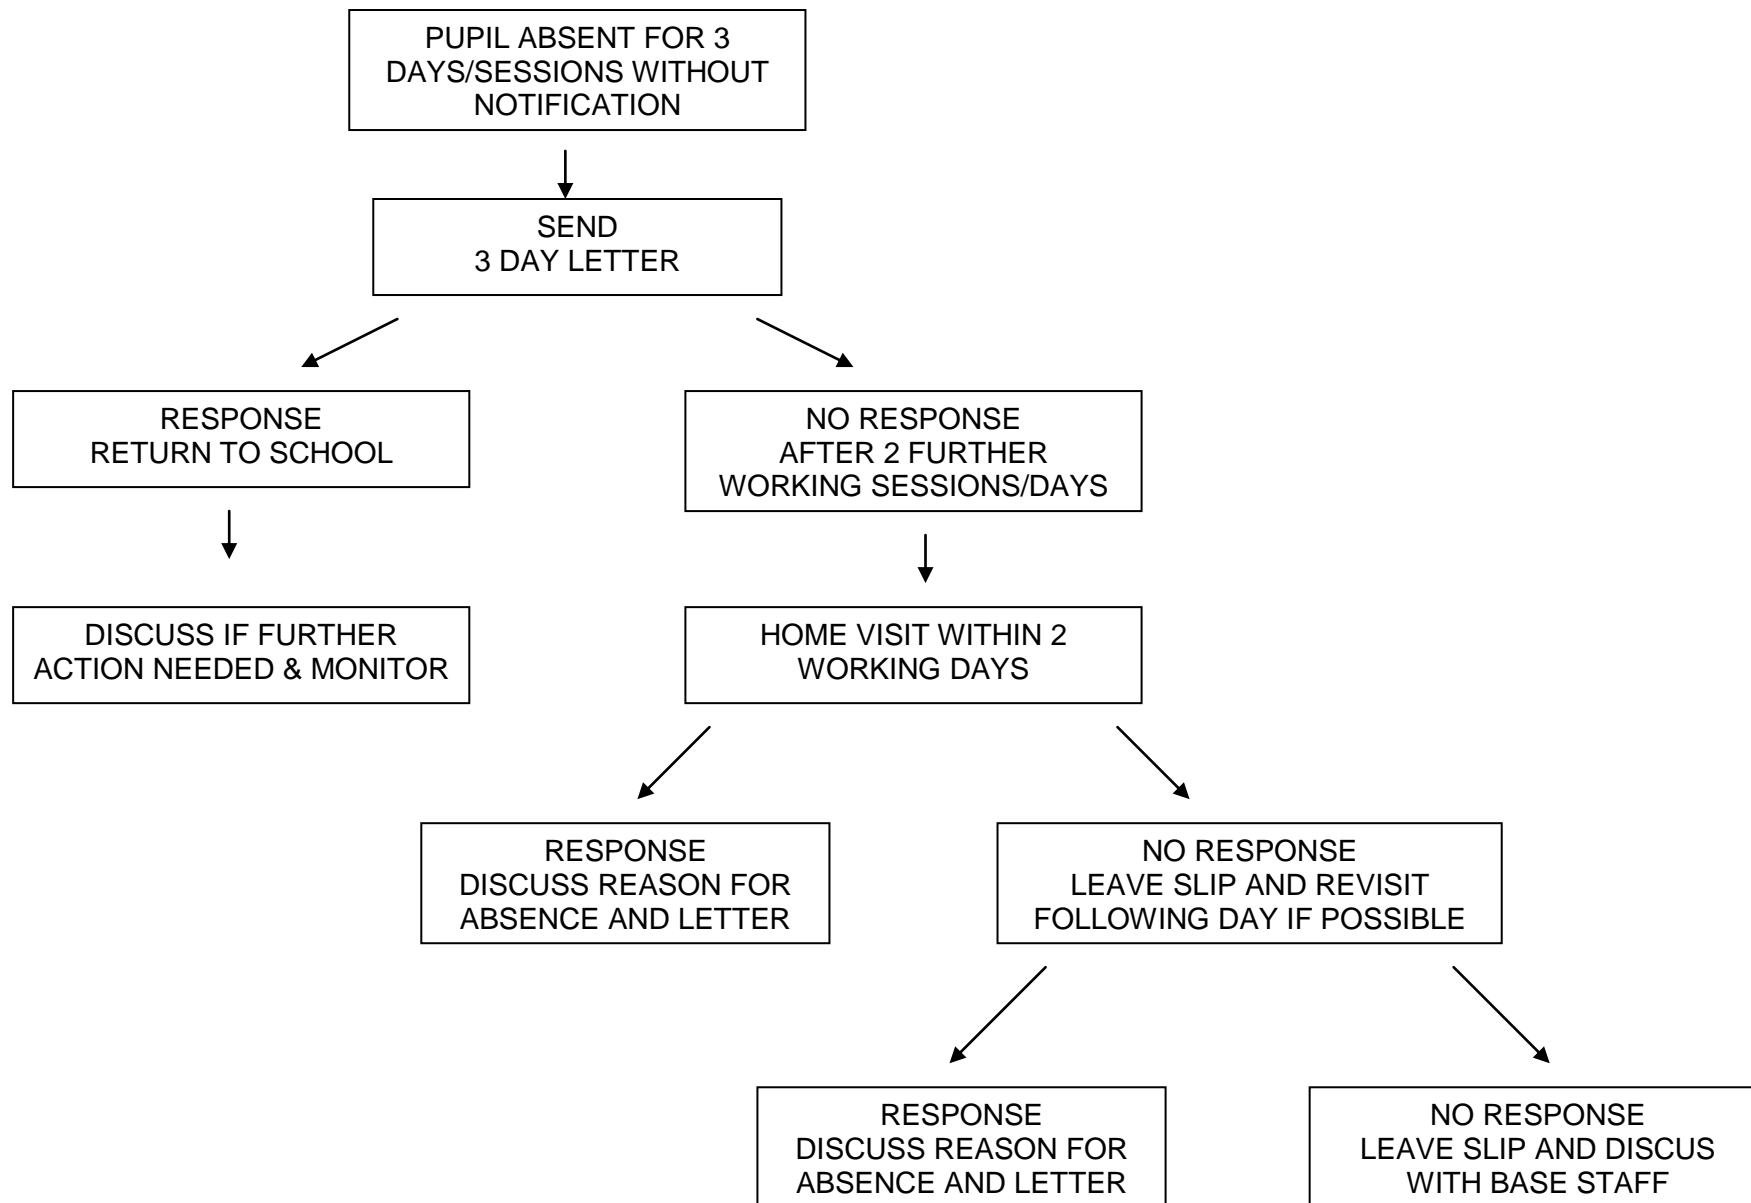 PUPIL ABSENT FOR 3
DAYS/SESSIONS WITHOUT
NOTIFICATION
SEND
3 DAY LETTER
RESPONSE
RETURN TO SCHOOL
NO RESPONSE
AFTER 2 FURTHER
WORKING SESSIONS/DAYS
DISCUSS IF FURTHER
ACTION NEEDED & MONITOR
HOME VISIT WITHIN 2
WORKING DAYS
RESPONSE
DISCUSS REASON FOR
ABSENCE AND LETTER
NO RESPONSE
LEAVE SLIP AND REVISIT
FOLLOWING DAY IF POSSIBLE
RESPONSE
DISCUSS REASON FOR
ABSENCE AND LETTER
NO RESPONSE
LEAVE SLIP AND DISCUS
WITH BASE STAFF